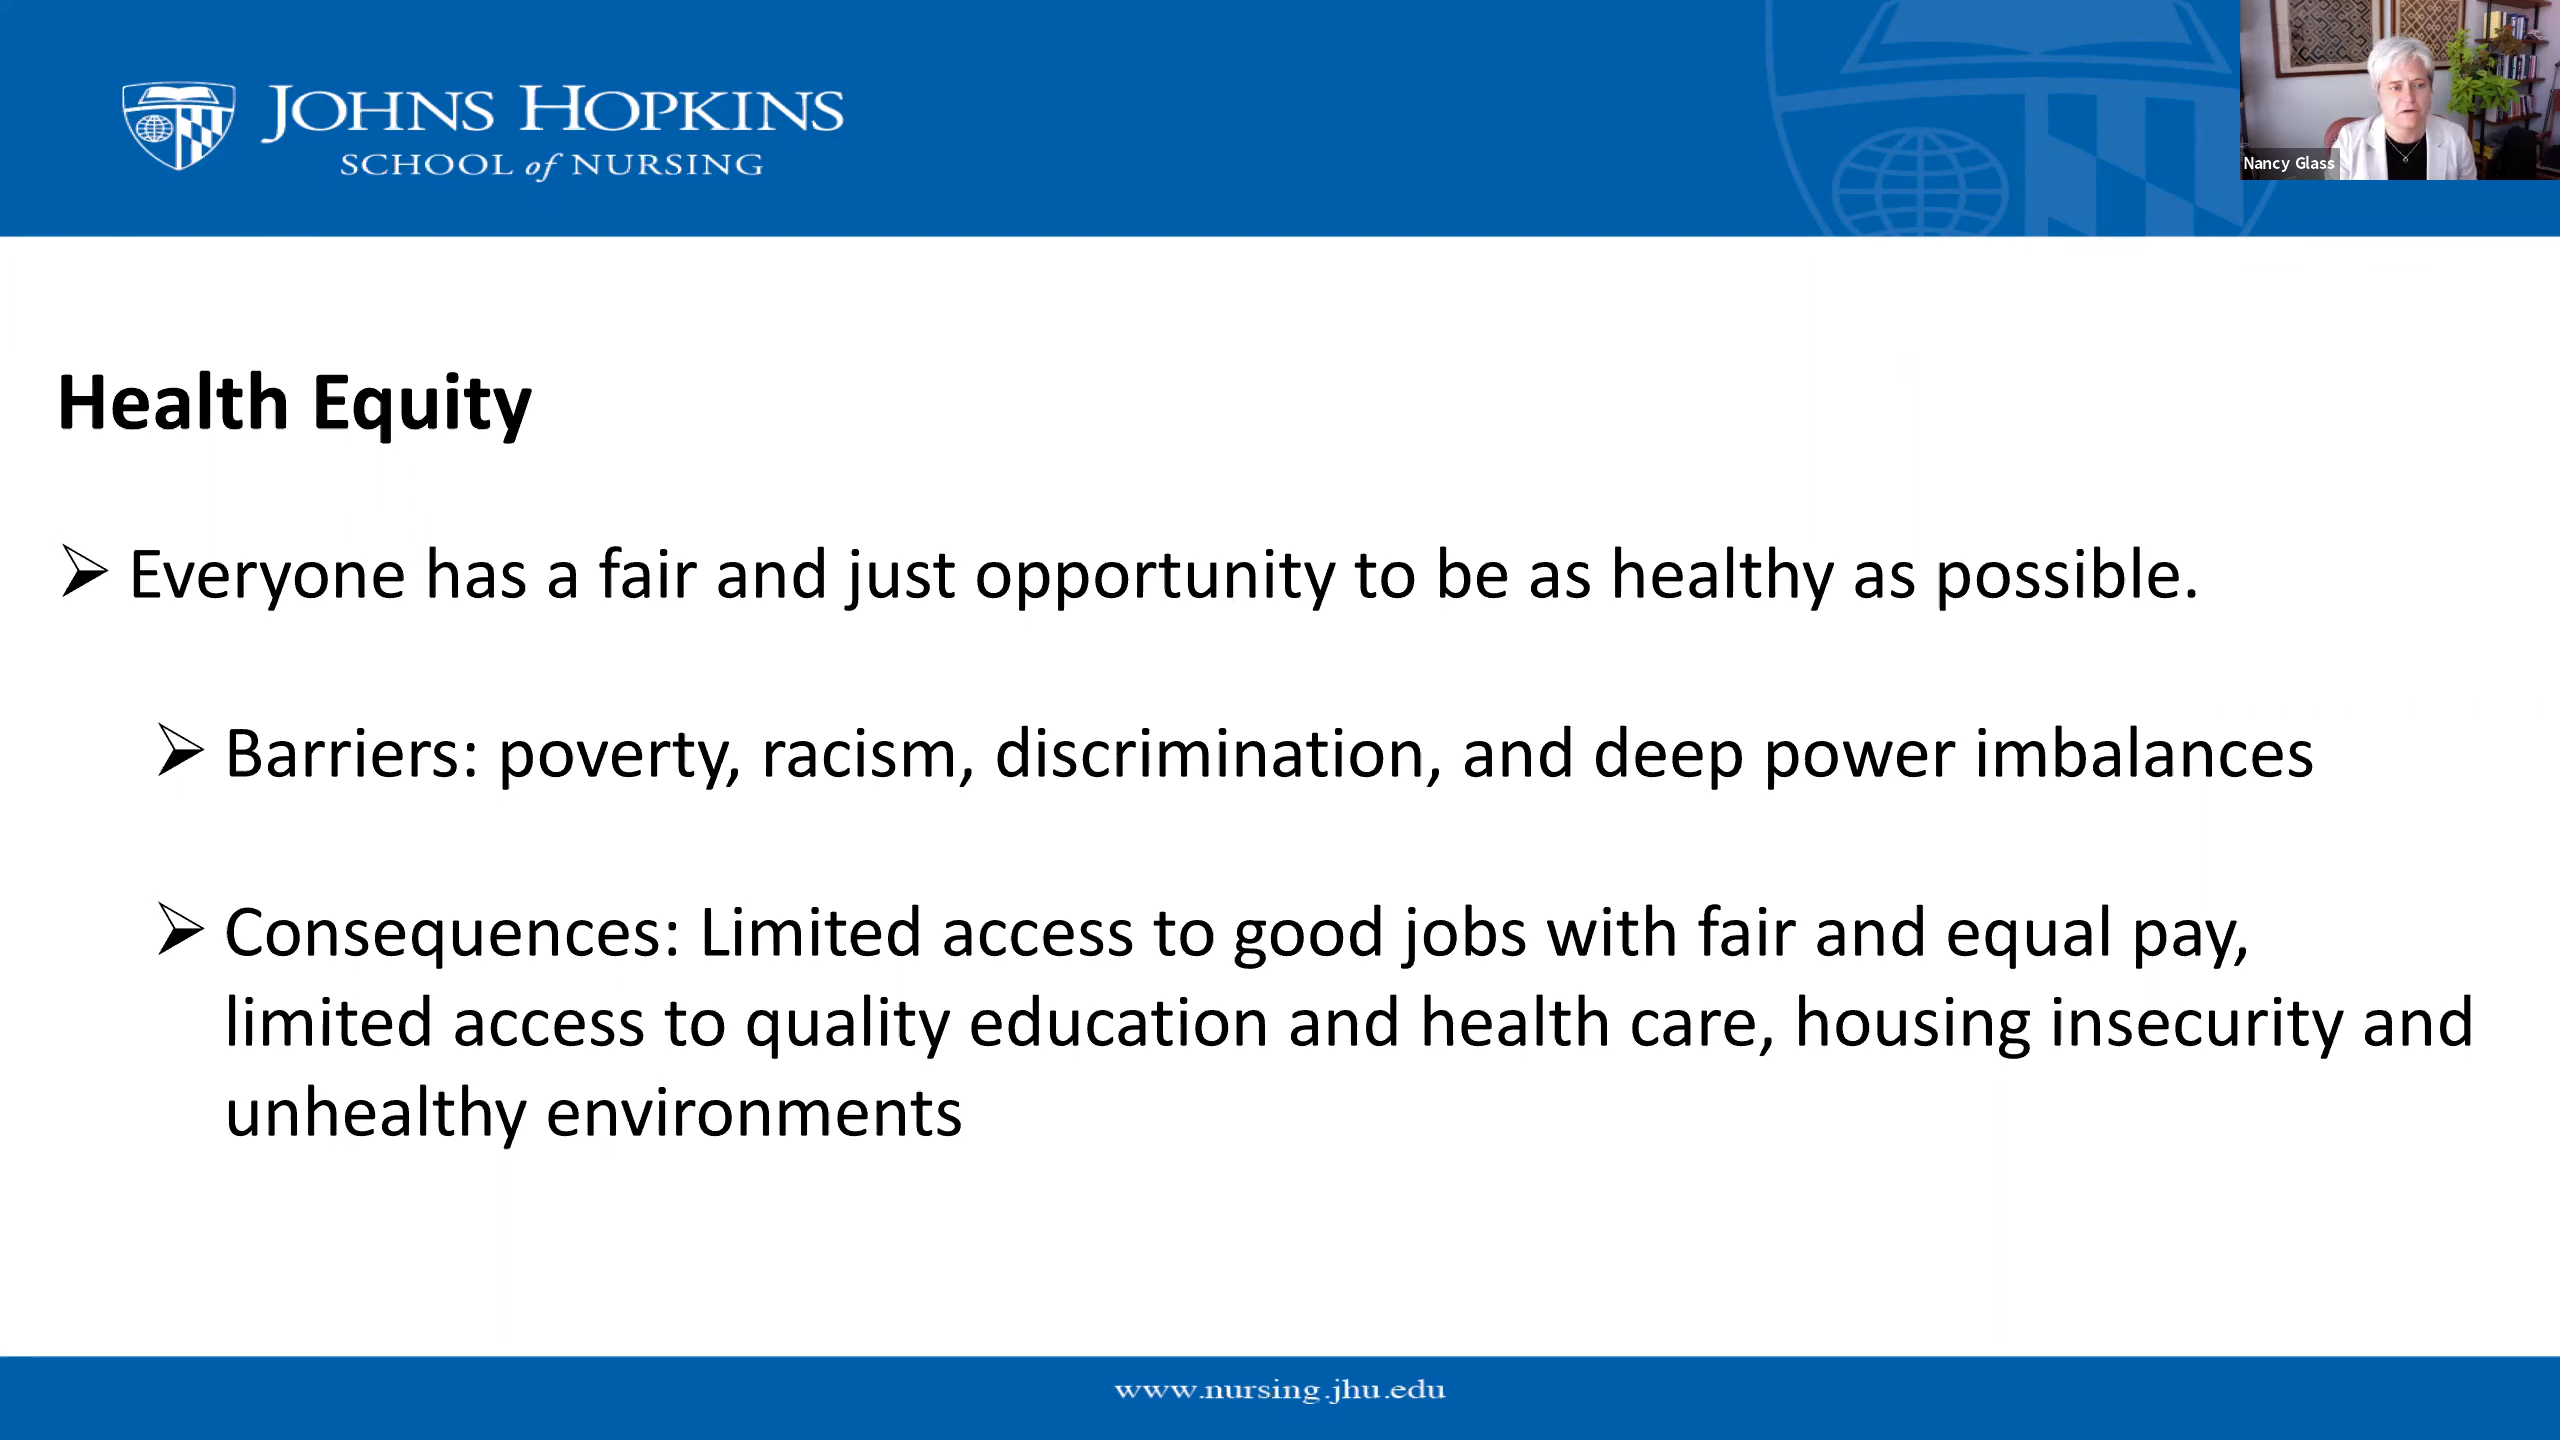 JOHNS HOPKINS
SCHOOL of NURSING
Nancy Glass
Health Equity
➢ Everyone has a fair and just opportunity to be as healthy as possible.
➢ Barriers: poverty, racism, discrimination, and deep power imbalances
➢ Consequences: Limited access to good jobs with fair and equal pay,
limited access to quality education and health care, housing insecurity and
unhealthy environments
www.nursing.jhu.edu